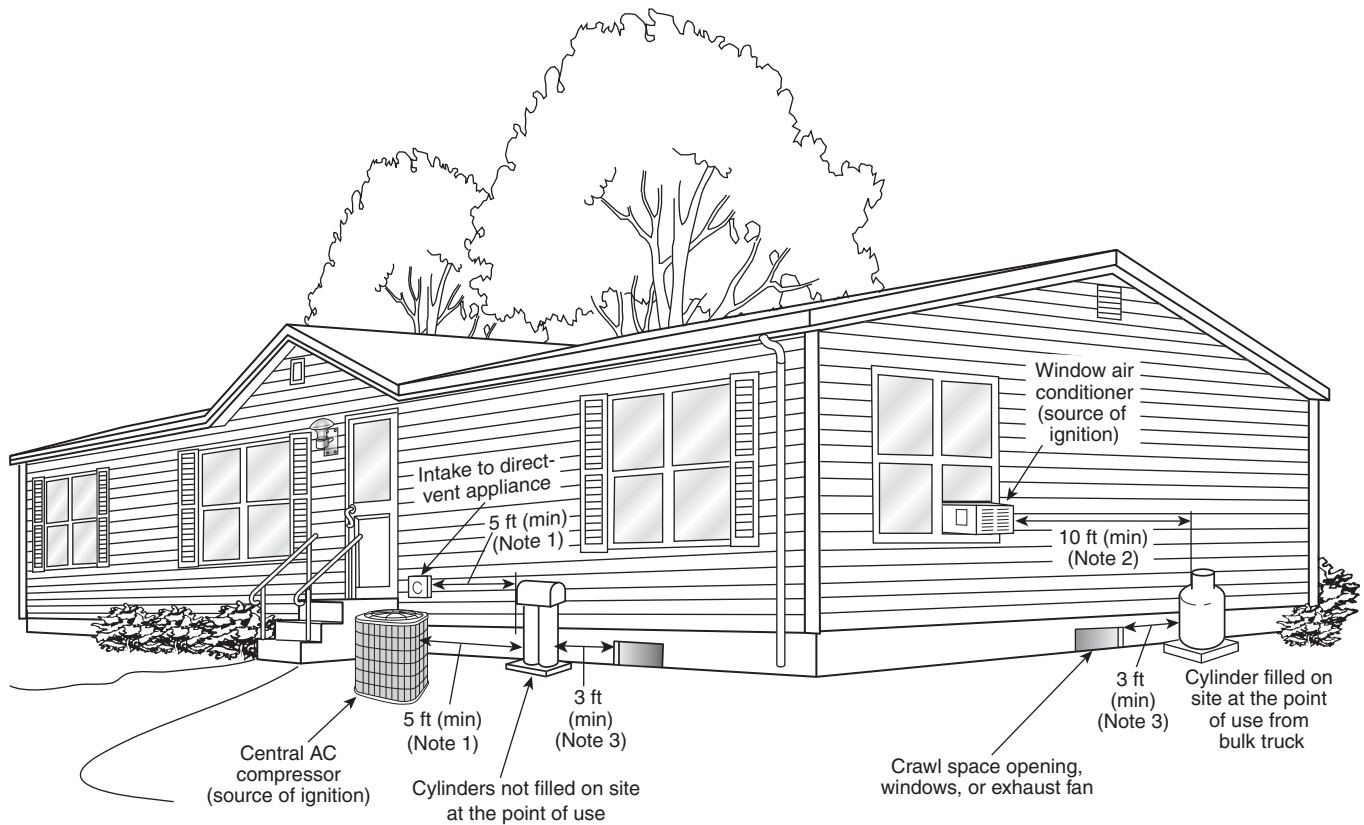 Window air
conditioner
(source of
ignition)
Intake to direct-
vent appliance
5 ft (min)
(Note 1)
10 ft (min)
(Note 2)
C
5 ft (min)
(Note 1)
3 ft
(min)
(Note 3)
3 ft
(min)
(Note 3)
Cylinder filled on
site at the point
of use from
bulk truck
Central AC
compressor
(source of ignition)
Cylinders not filled on site
at the point of use
Crawl space opening,
windows, or exhaust fan